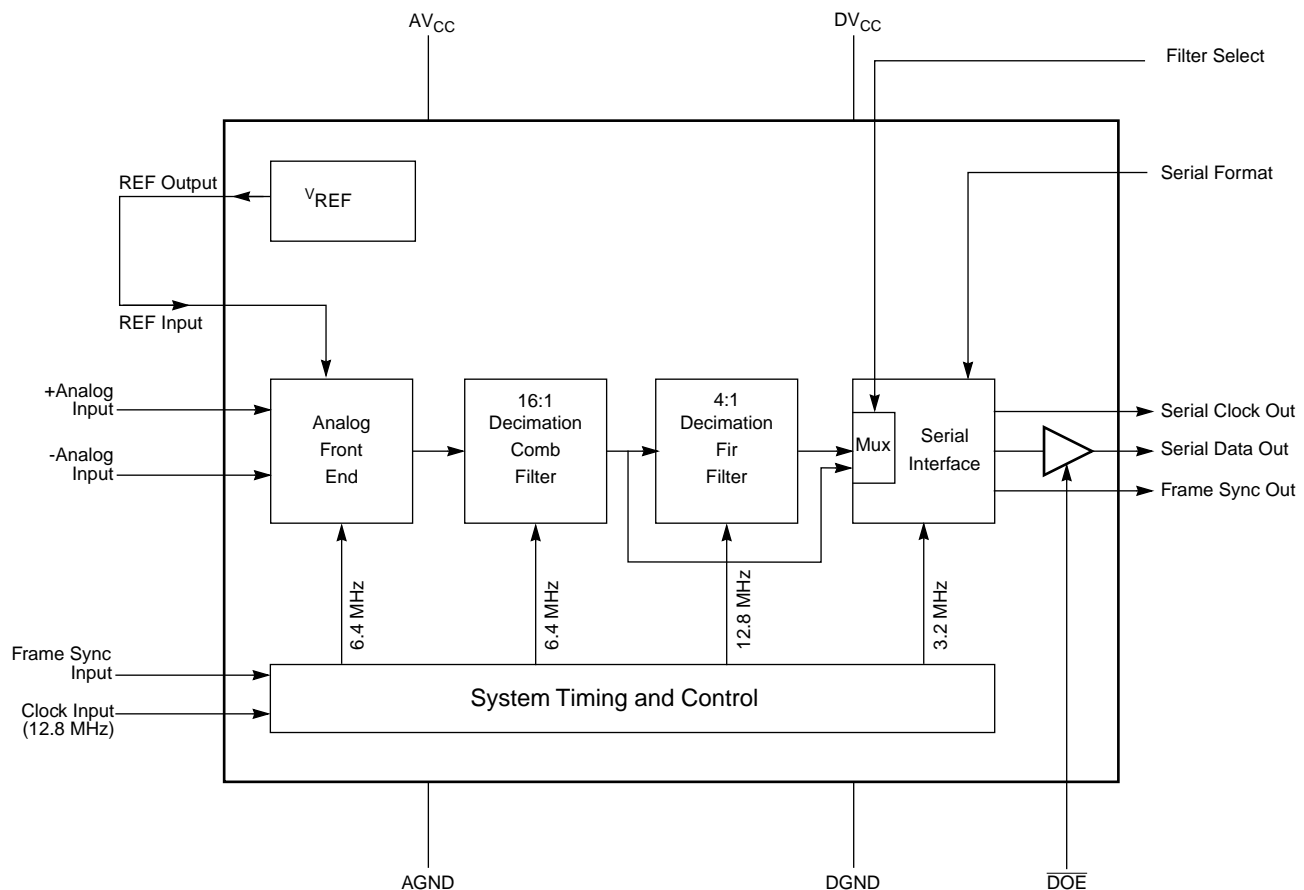 AVCC
DVCC
Filter Select
REF Output
VREF
Serial Format
REF Input
+Analog
Input
-Analog
Input
Analog
Front
End
16:1
Decimation
Comb
Filter
4:1
Decimation
Fir
Filter
Mux
Serial
Interface
Serial Clock Out
Serial Data Out
Frame Sync Out
6.4 MHz
6.4 MHz
12.8 MHz
3.2 MHz
Frame Sync
Input
Clock Input
(12.8 MHz)
System Timing and Control
AGND
DGND
DOE